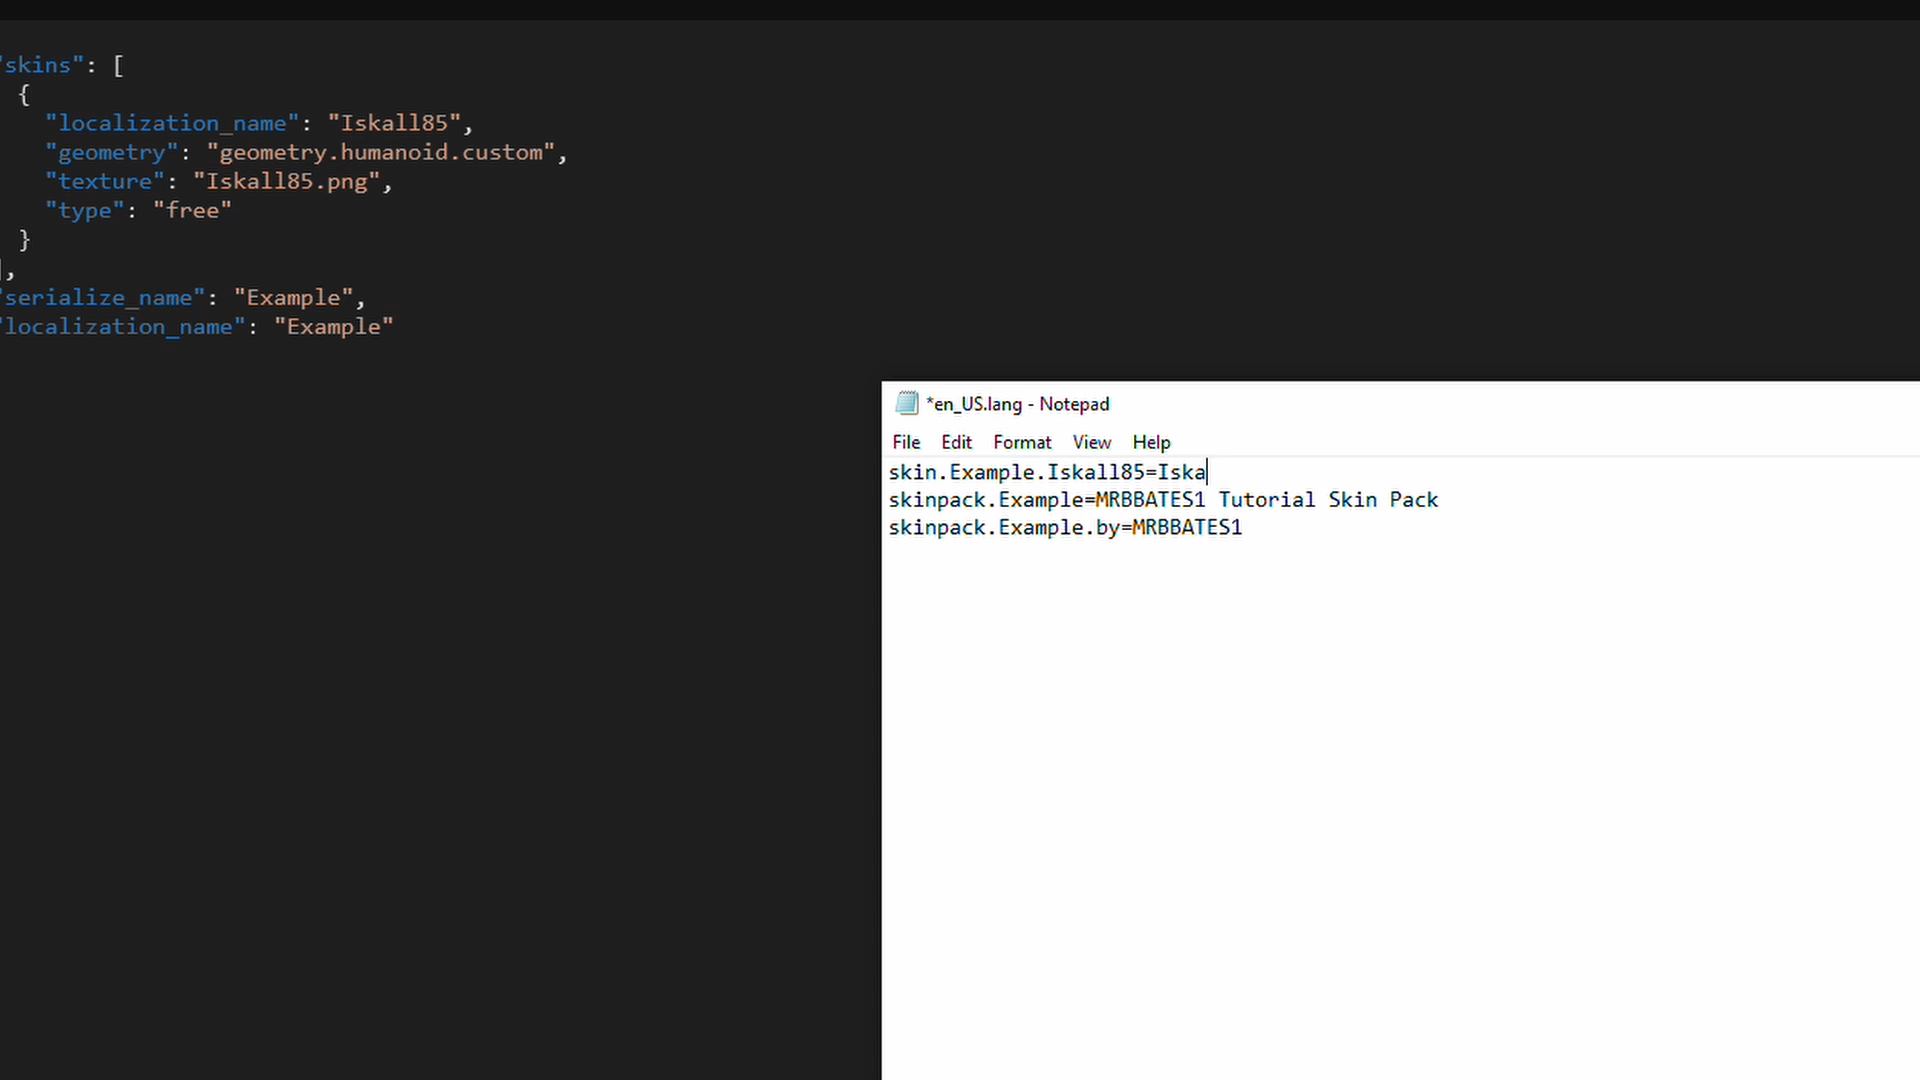 "skins": [
{
"localization_name": "Iskall85",
"geometry": "geometry.humanoid.custom",
"texture": "Iskall85.png",
"type": "free"
}
],
"serialize_name": "Example",
"localization_name": "Example"
*en_US.lang - Notepad
File Edit Format View Help
skin.Example.Iskall85=Iska
skinpack.Example=MRBBATES1 Tutorial Skin Pack
skinpack.Example.by=MRBBATES1